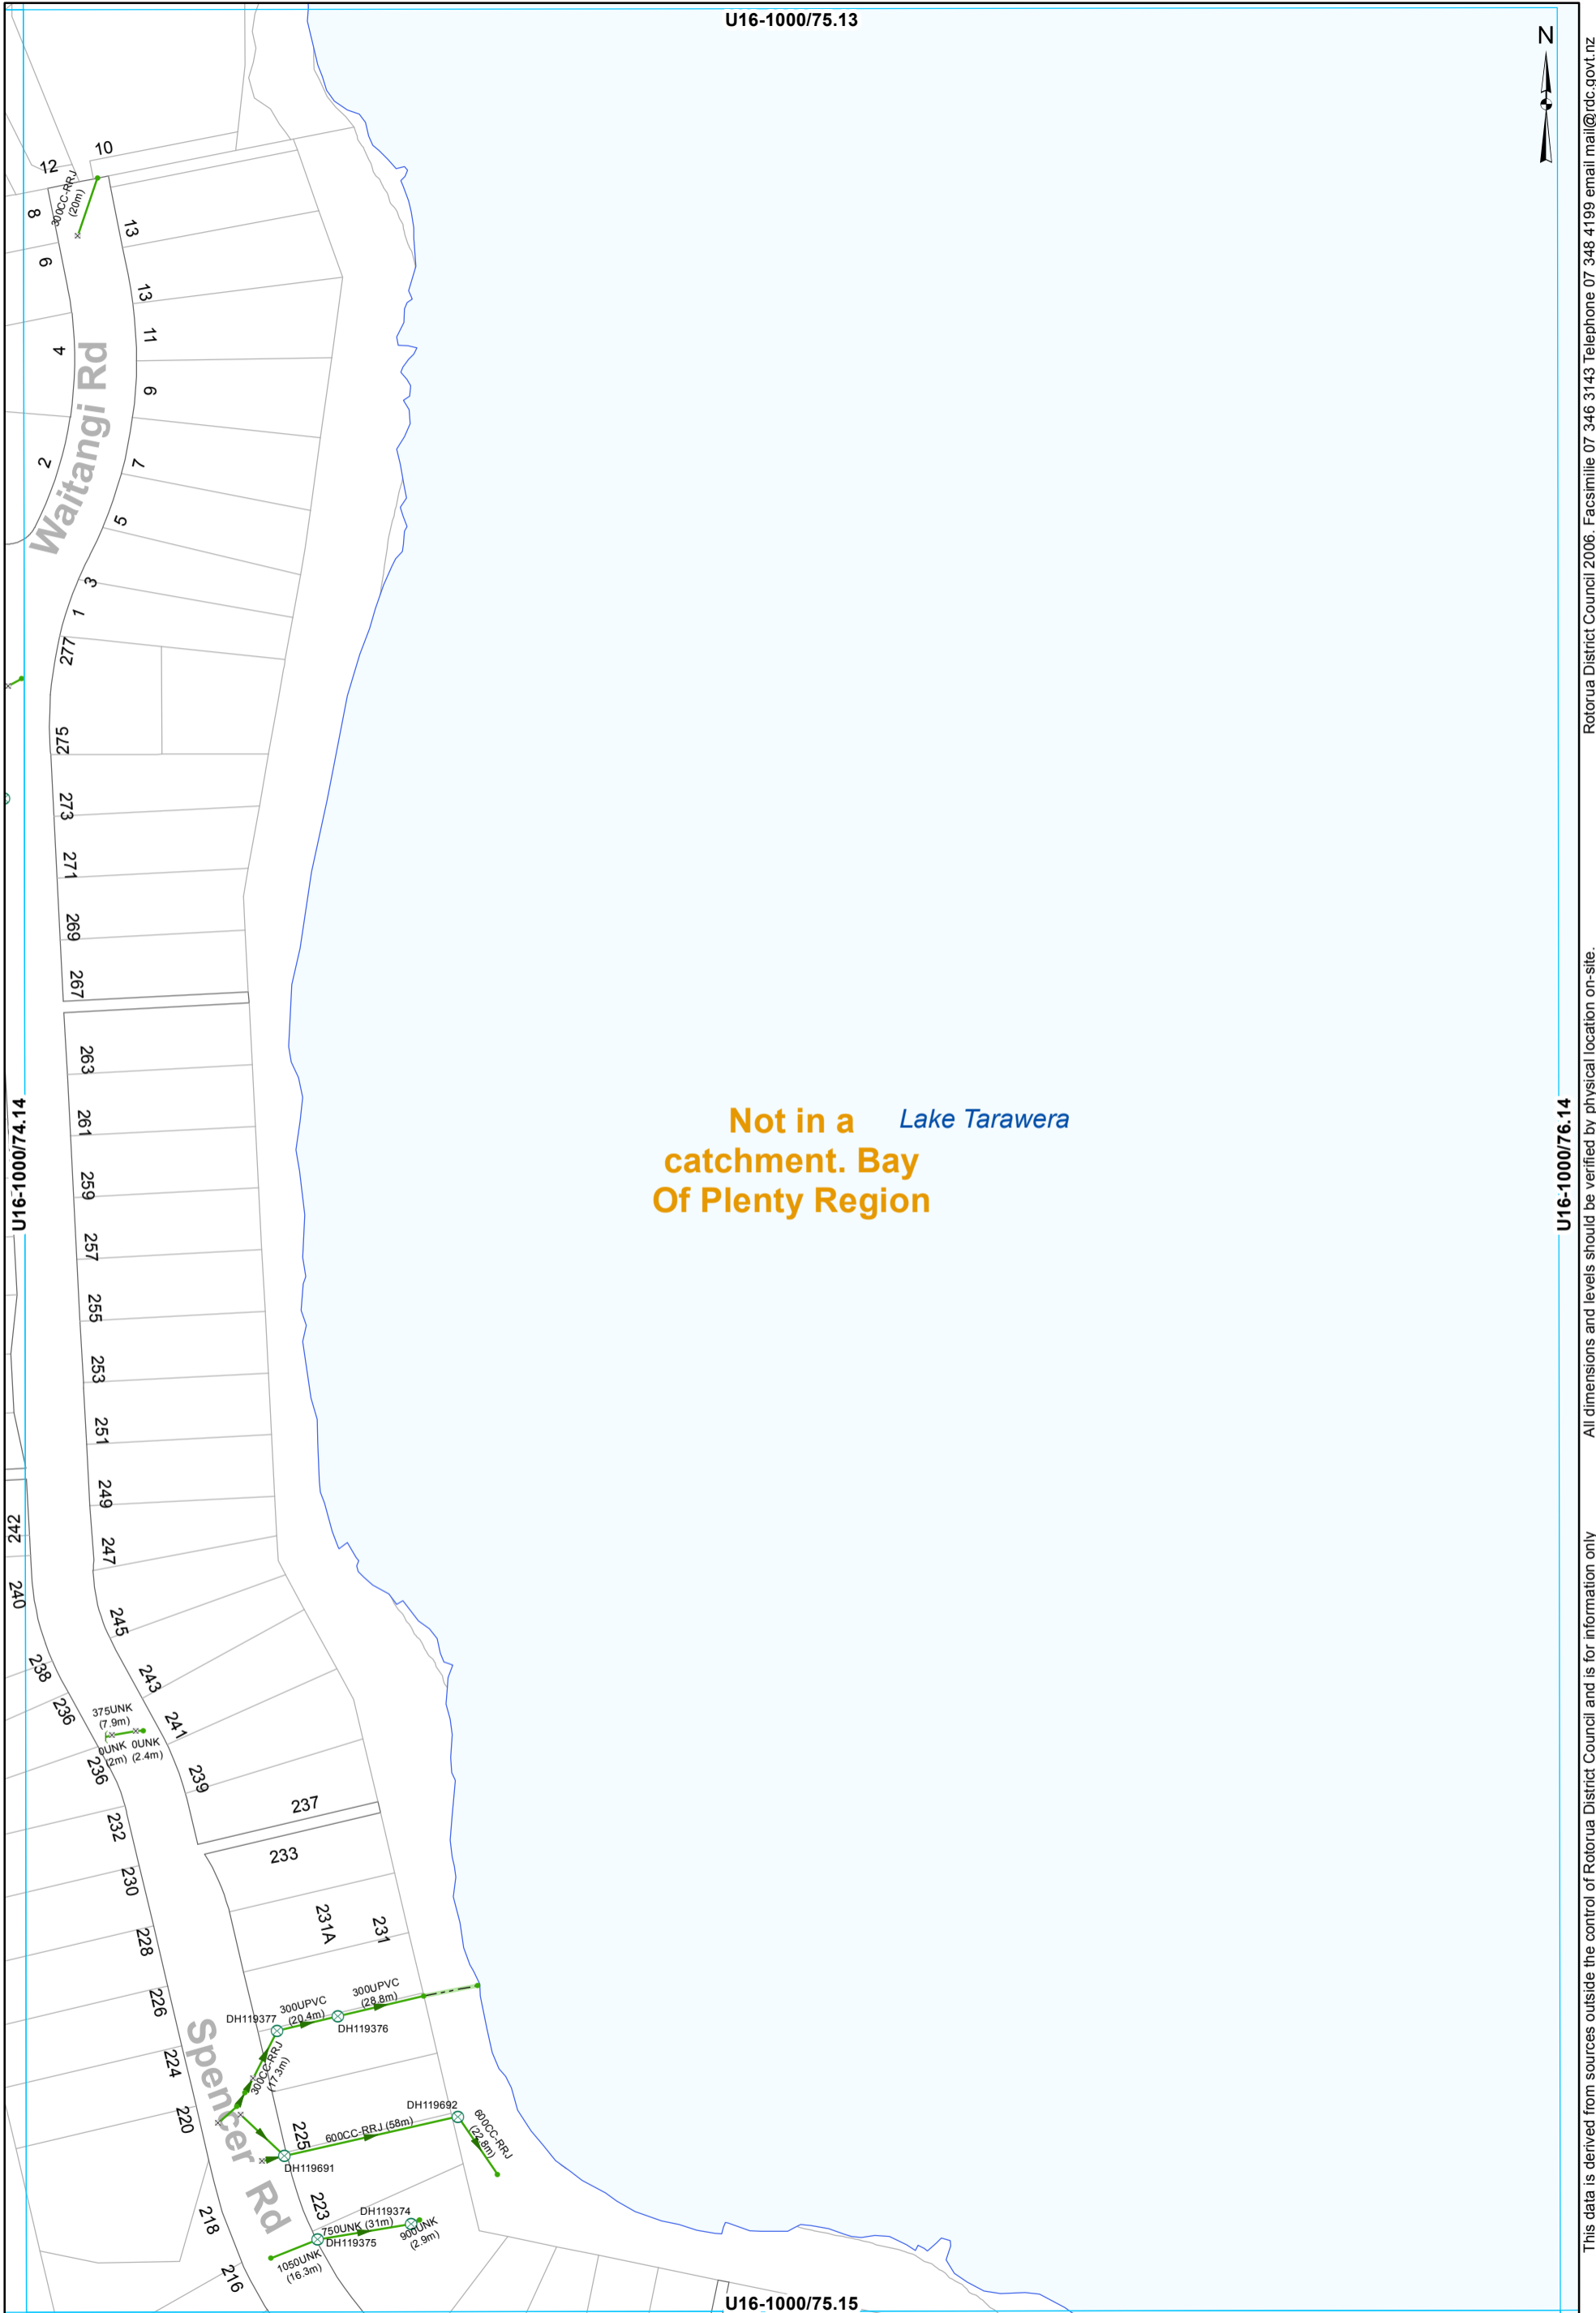 U16-1000/75.13
N
10
12
300CC-RRJ
(20m)
8
13
6
13
11
4
Waitangi Rd
9
2
7
5
3
1
277
275
273
271
269
267
263
U16-1000/74.14
Not in a
catchment. Bay
Of Plenty Region
Lake Tarawera
U16-1000/76.14
261
259
257
255
253
251
249
242
247
240
245
238
243
236
375UNK
(7.9m)
241
0UNK
0UNK
(2.4m)
236
239
237
232
233
230
231A
231
228
226
300UPVC
(28.8m)
300UPVC
(20.4m)
DH119377
DH119376
Spencer Rd
224
300CC-RRJ
(17.3m)
220
DH119692
600CC-RRJ
(22.8m)
225
600CC-RRJ (58m)
DH119691
223
DH119374
218
750UNK (31m)
900UNK
(2.9m)
DH119375
1050UNK
(16.3m)
216
U16-1000/75.15
This data is derived from sources outside the control of Rotorua District Council and is for information only
All dimensions and levels should be verified by physical location on-site.
Rotorua District Council 2006. Facsimilie 07 346 3143 Telephone 07 348 4199 email mail@rdc.govt.nz